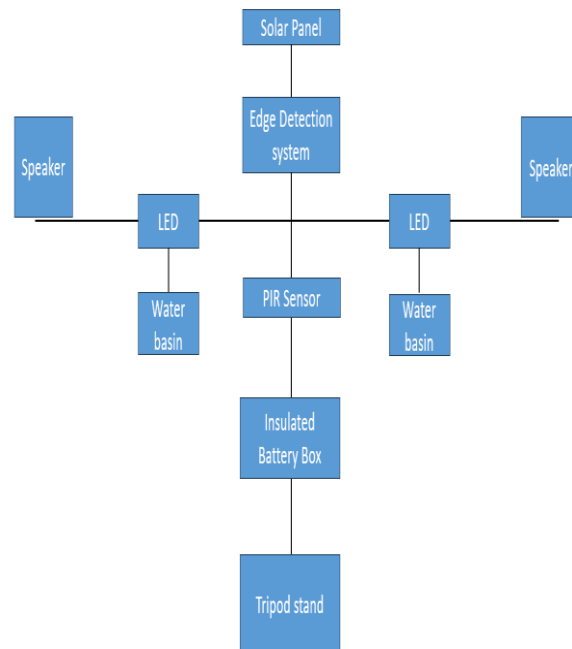 Solar Panel
Edge Detection
system
Speaker
Speaker
LED
LED
PIR Sensor
Water
basin
Water
basin
Insulated
Battery Box
Tripod stand